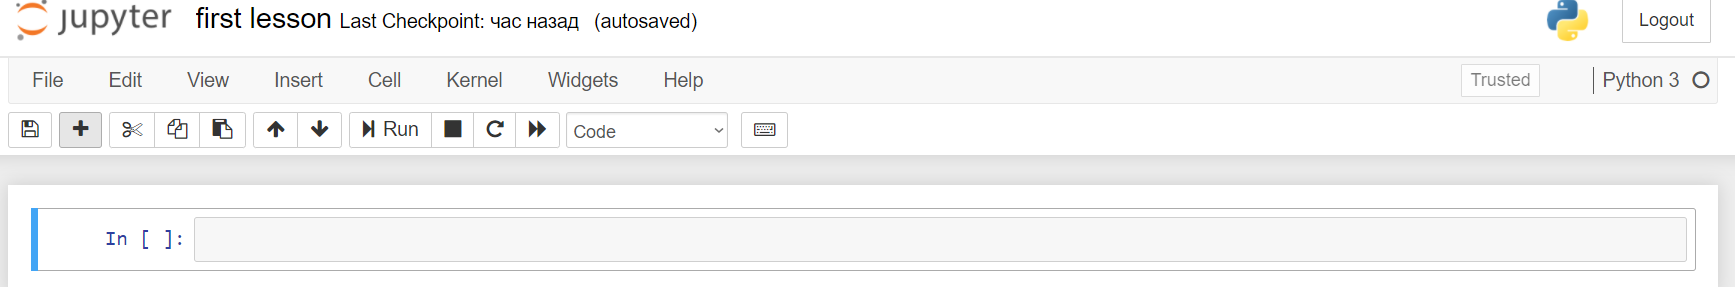 jupyter first lesson Last Checkpoint: час назад (autosaved) Logout
File Edit View Insert Cell Kernel Widgets Help Trusted Python 3
Run Code
In [ ]: